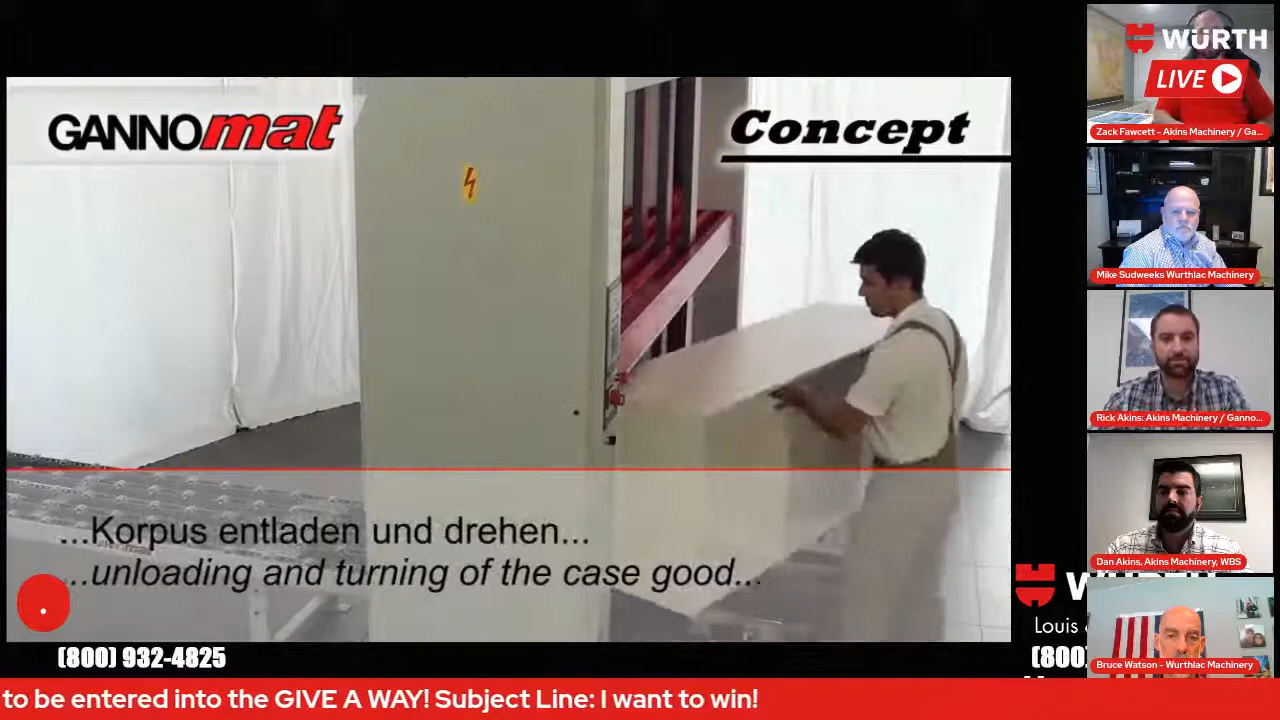 GANNOmat
Concept
...Korpus entladen und drehen...
...unloading and turning of the case good...
WÜRTH
LIVE
Zack Fawcett - Akins Machinery / Ga...
Mike Sudweeks Wurthlac Machinery
Rick Akins: Akins Machinery / Ganno...
Dan Akins, Akins Machinery, WBS
Bruce Watson - Wurthlac Machinery
Louis
(800) 932-4825
(800)
to be entered into the GIVE A WAY! Subject Line: I want to win!